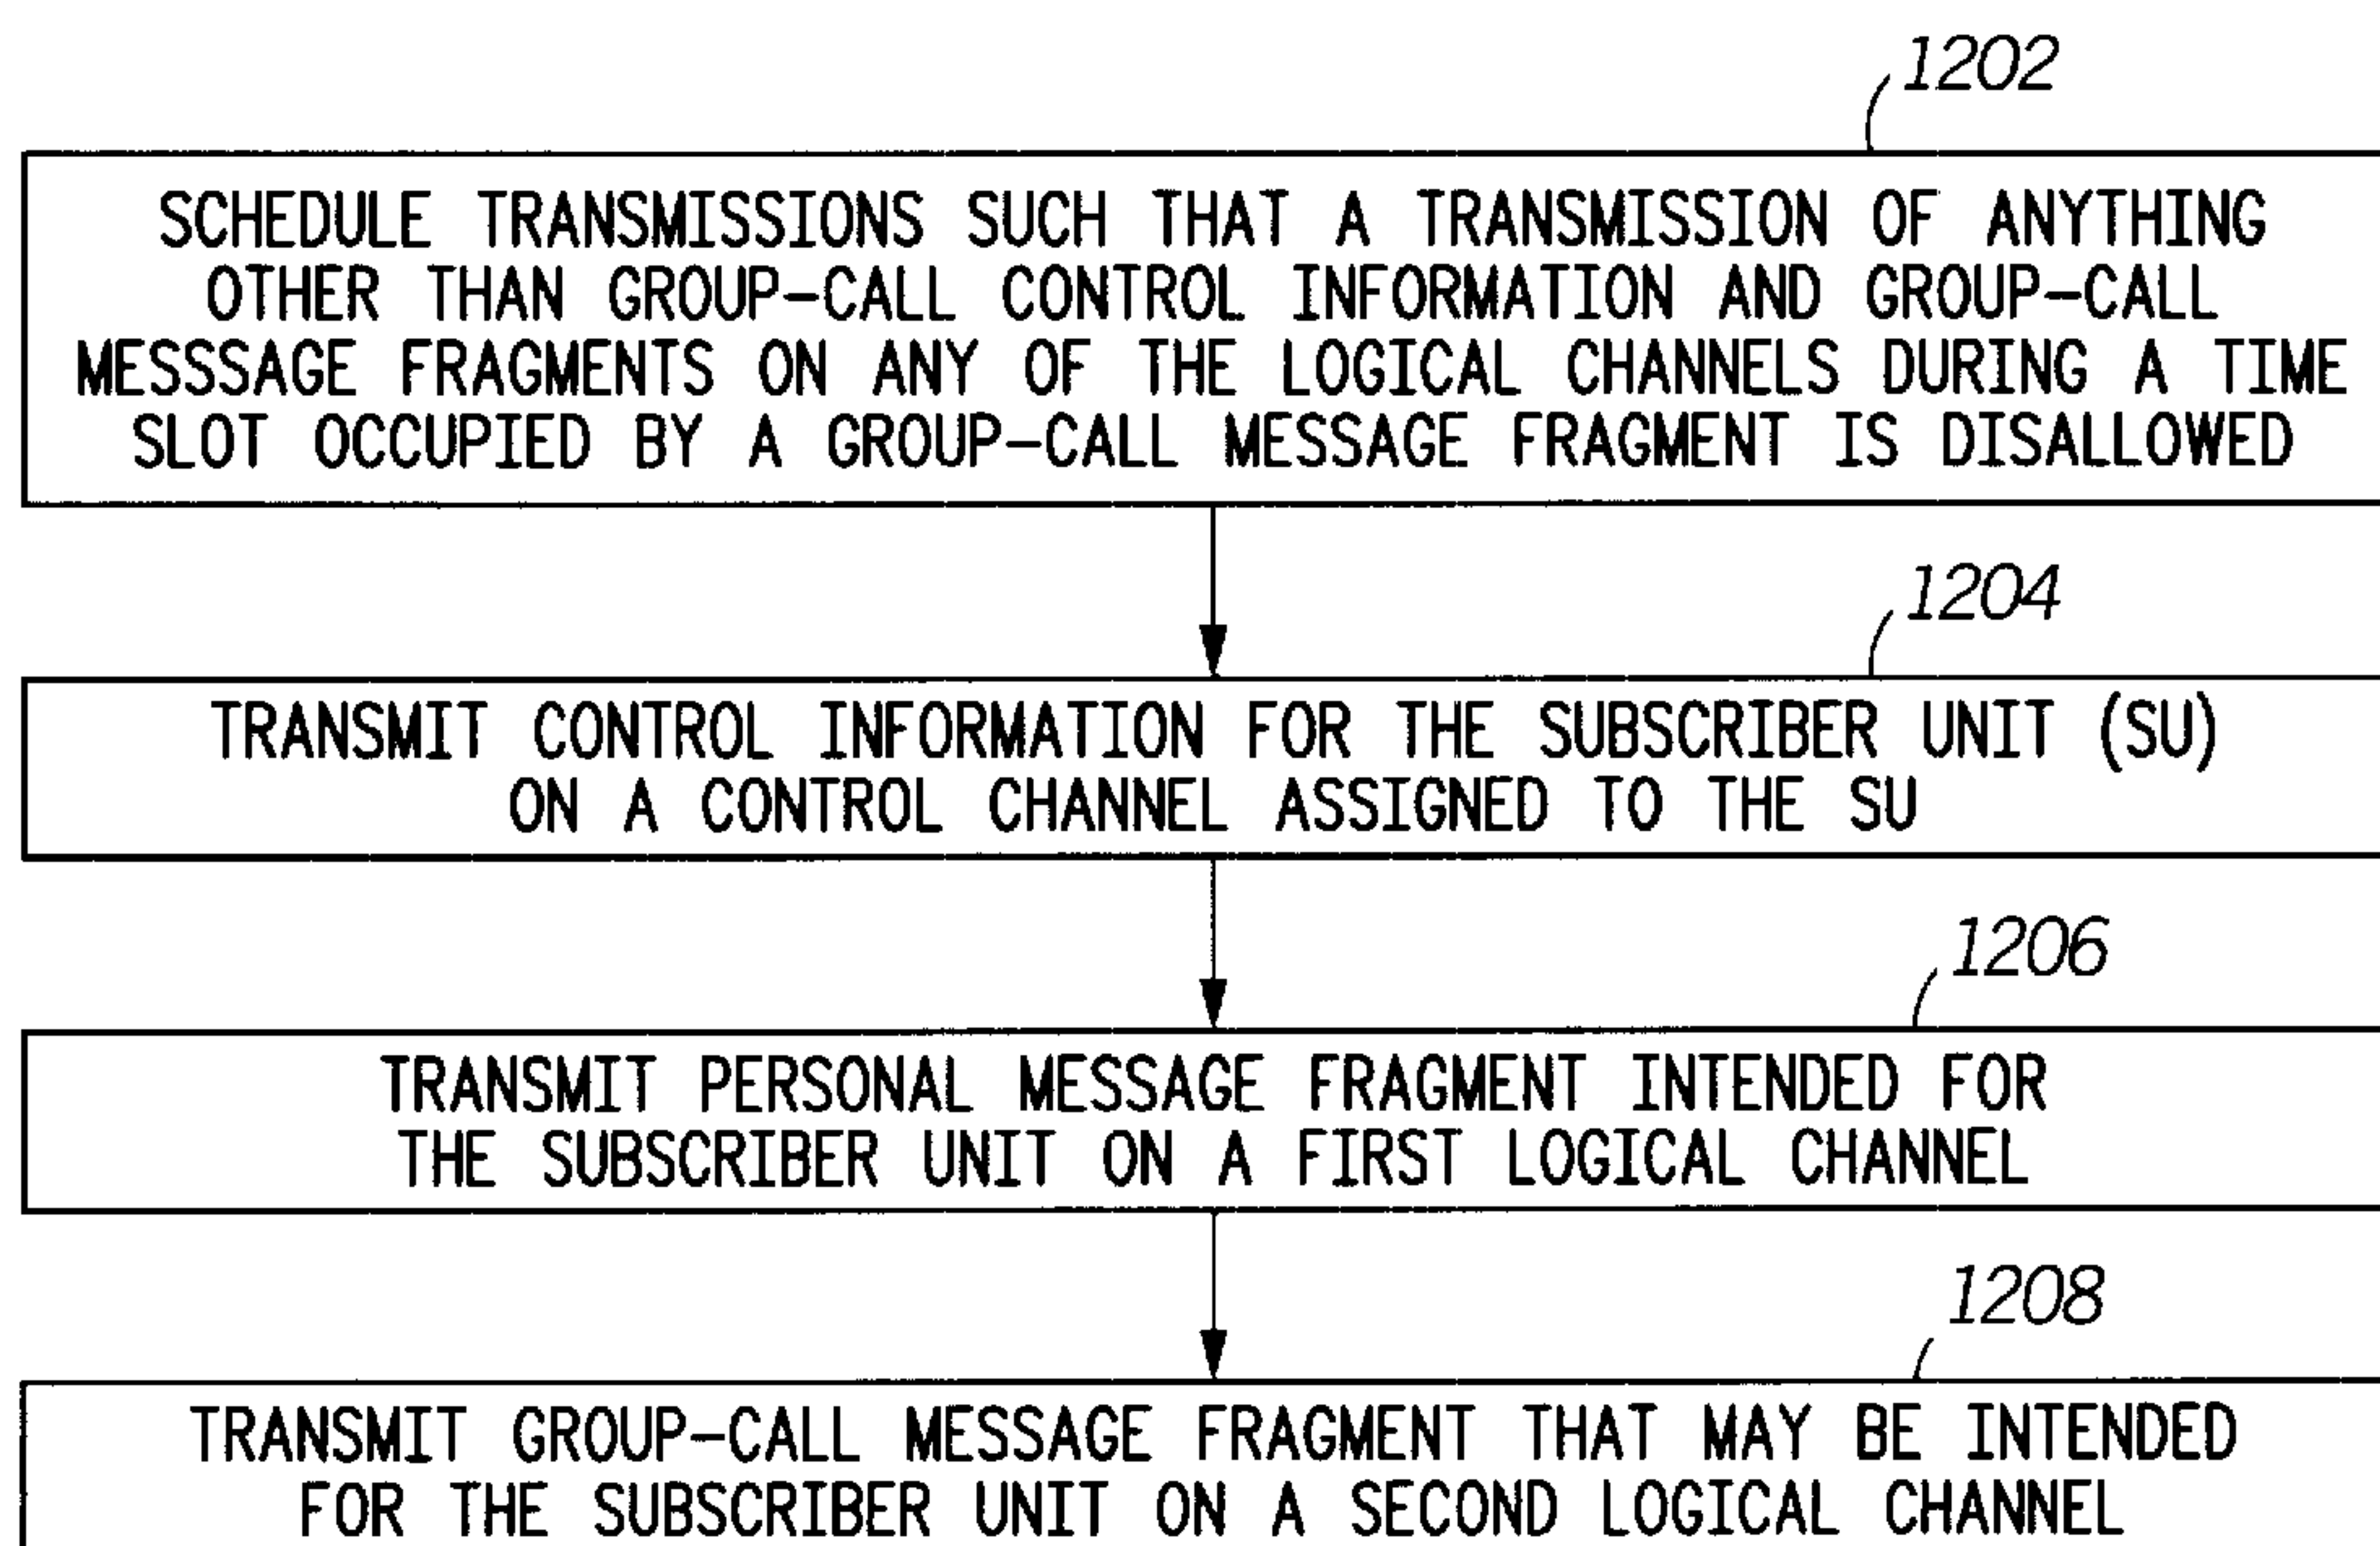 1202
SCHEDULE TRANSMISSIONS SUCH THAT A TRANSMISSION OF ANYTHING
OTHER THAN GROUP-CALL CONTROL INFORMATION AND GROUP-CALL
MESSSAGE FRAGMENTS ON ANY OF THE LOGICAL CHANNELS DURING A TIME
SLOT OCCUPIED BY A GROUP-CALL MESSAGE FRAGMENT IS DISALLOWED
1204
TRANSMIT CONTROL INFORMATION FOR THE SUBSCRIBER UNIT (SU)
ON A CONTROL CHANNEL ASSIGNED TO THE SU
1206
TRANSMIT PERSONAL MESSAGE FRAGMENT INTENDED FOR
THE SUBSCRIBER UNIT ON A FIRST LOGICAL CHANNEL
1208
TRANSMIT GROUP-CALL MESSAGE FRAGMENT THAT MAY BE INTENDED
FOR THE SUBSCRIBER UNIT ON A SECOND LOGICAL CHANNEL